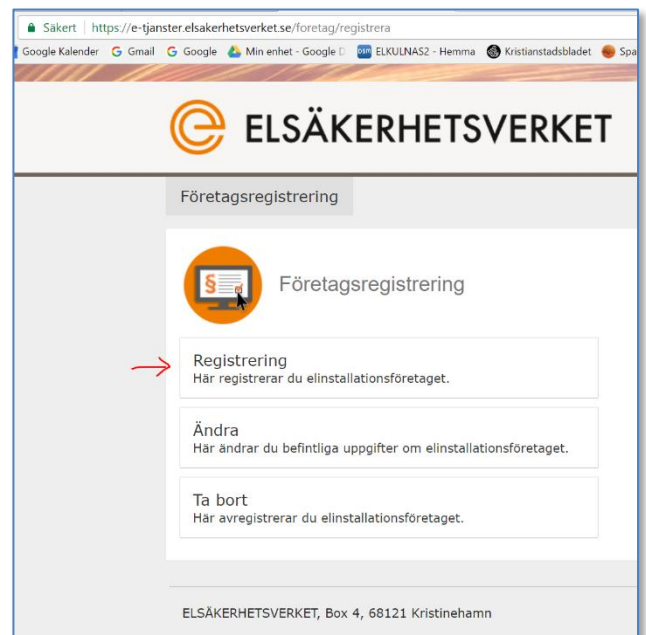 Säkert | https://e-tjanster.elsakerhetsverket.se/foretag/registrera
Google Kalender Gmail Google Min enhet - Google D ELKULNAS2 - Hemma Kristianstadsbladet Spa
ELSÄKERHETSVERKET
Företagsregistrering
§
Företagsregistrering
Registrering
Här registrerar du elinstallationsföretaget.
Ändra
Här ändrar du befintliga uppgifter om elinstallationsföretaget.
Ta bort
Här avregistrerar du elinstallationsföretaget.
ELSÄKERHETSVERKET, Box 4, 68121 Kristinehamn